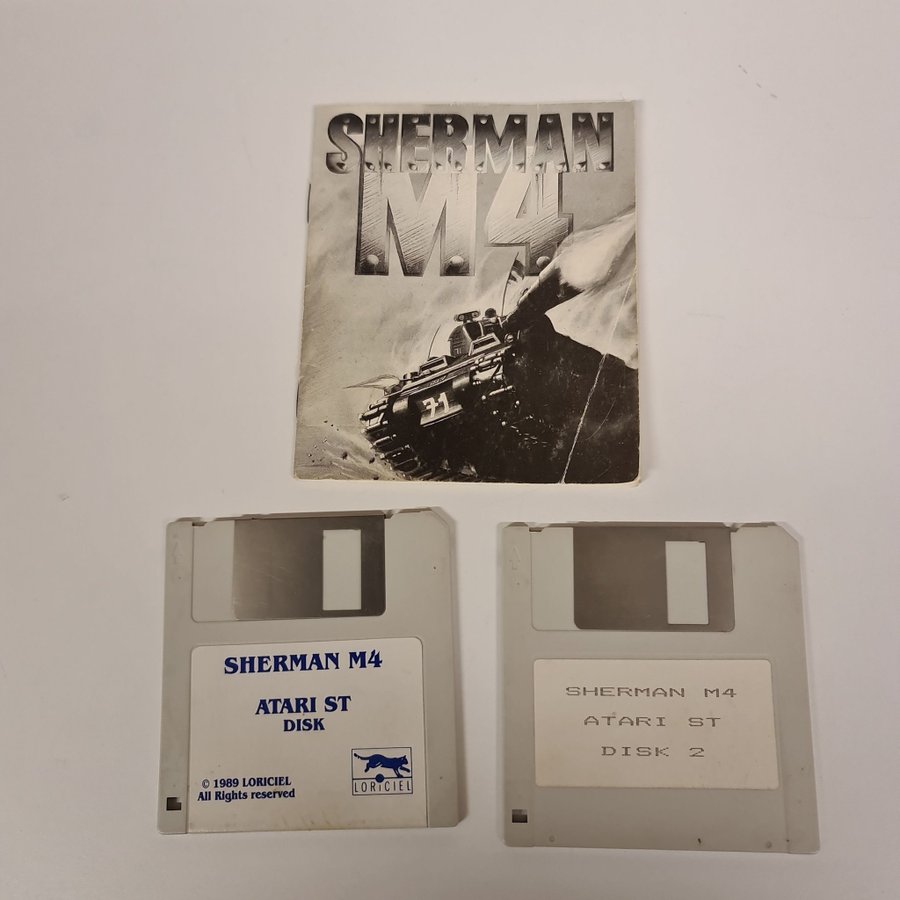 SHERMAN
M4
71
SHERMAN M4
ATARI ST
DISK
© 1989 LORICIEL
All Rights reserved
LORICIEL
SHERMAN M4
ATARI ST
DISK 2